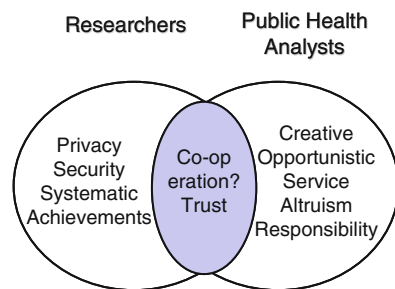 Researchers
Public Health
Analysts
Privacy
Security
Systematic
Achievements
Co-op
eration?
Trust
Creative
Opportunistic
Service
Altruism
Responsibility